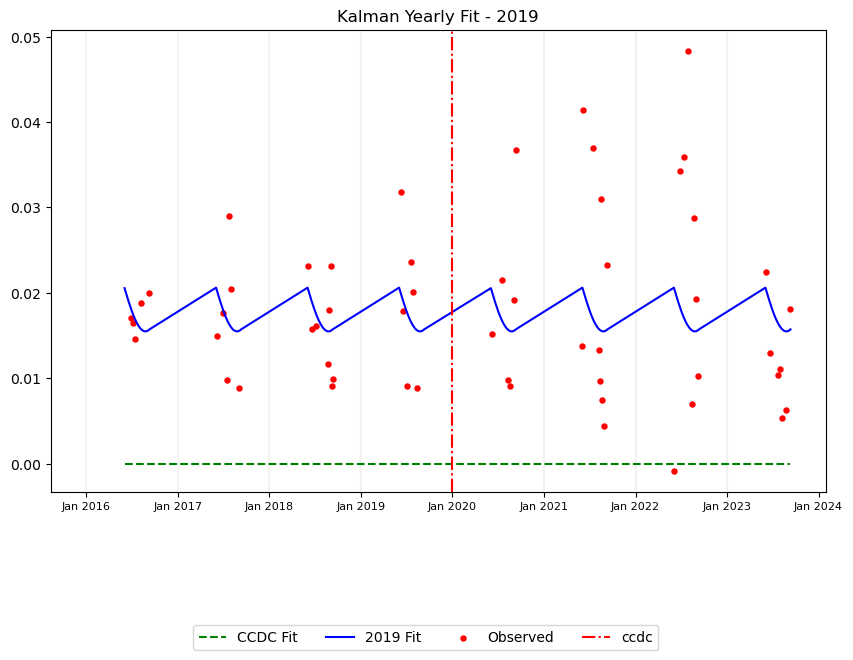 Kalman Yearly Fit - 2019
0.05
0.04
0.03
0.02
0.01
0.00
Jan 2016 Jan 2017 Jan 2018 Jan 2019 Jan 2020 Jan 2021 Jan 2022 Jan 2023 Jan 2024
CCDC Fit 2019 Fit Observed ccdc